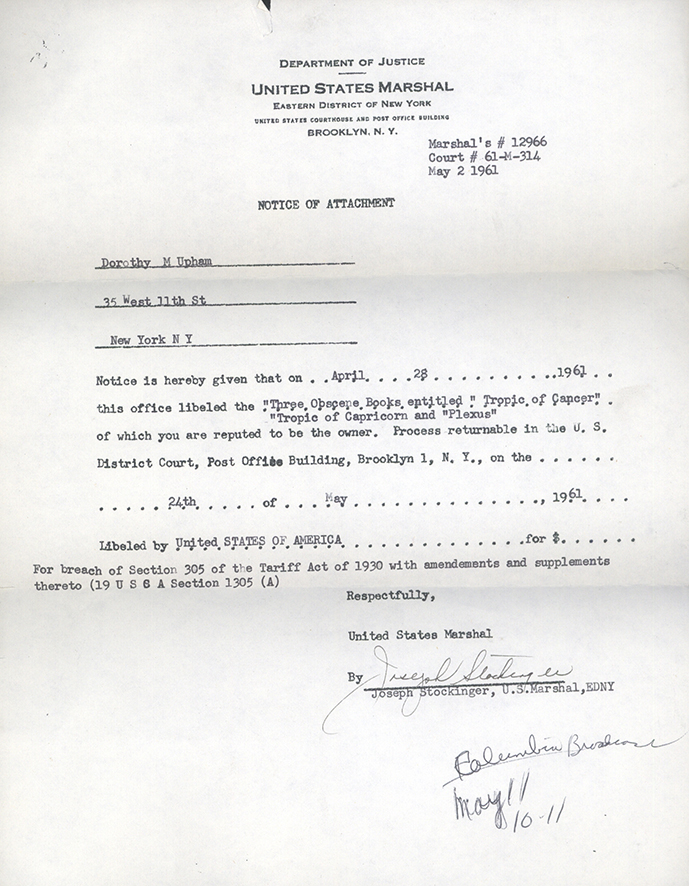 DEPARTMENT OF JUSTICE
UNITED STATES MARSHAL
EASTERN DISTRICT OF NEW YORK
UNITED STATES COURTHOUSE AND POST OFFICE BUILDING
BROOKLYN, N. Y.
Marshal's # 12966
Court # 61-M-314
May 2 1961
NOTICE OF ATTACHMENT
Dorothy M Upham
35 West 11th St
New York N Y
Notice is hereby given that on . . April. . . . 28 . . . . . . . . . . .1961 . .
this office libeled the "Three Obscene Books entitled " Tropic of Cancer" .
"Tropic of Capricorn and "Plexus"
of which you are reputed to be the owner. Process returnable in the U. S.
District Court, Post Office Building, Brooklyn 1, N. Y., on the . . . . . . .
. . . . . 24th . . . . . of . . . May . . . . . . . . . . . . . . . , 1961 . . . .
Libeled by United STATES OF AMERICA . . . . . . . . . . . . . . .for $. . . . . . .
For breach of Section 305 of the Tariff Act of 1930 with amendements and supplements
thereto (19 U S C A Section 1305 (A)
Respectfully,
United States Marshal
By Joseph Stockinger
Joseph Stockinger, U.S.Marshal,EDNY
Columbia
May 11
10-11